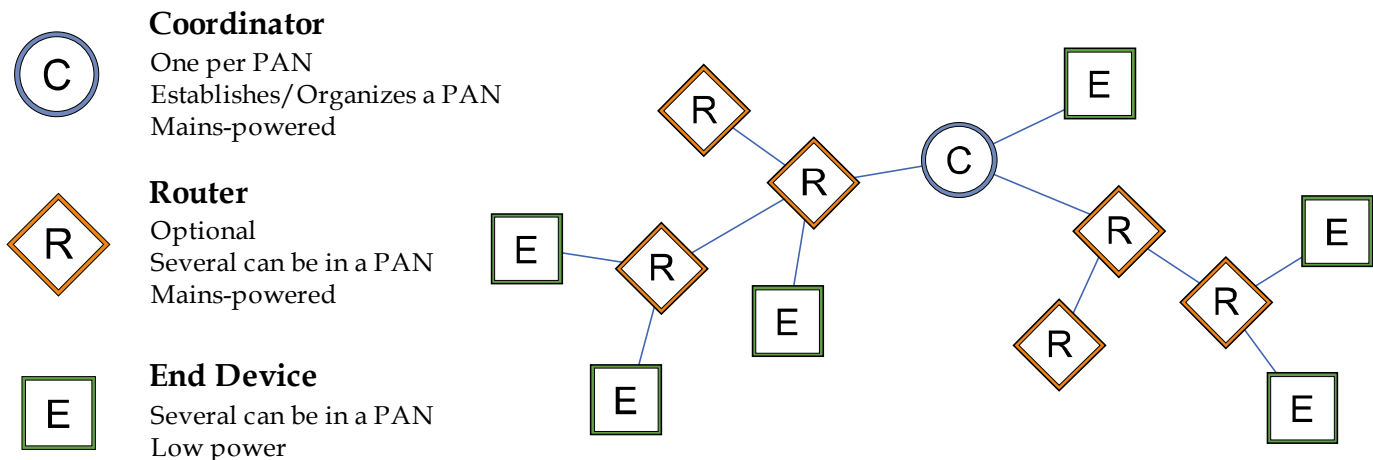 C
Coordinator
One per PAN
Establishes/Organizes a PAN
Mains-powered
R
Router
Optional
Several can be in a PAN
Mains-powered
E
End Device
Several can be in a PAN
Low power
E
R
C
R
R
E
E
R
R
E
E
R
E
E